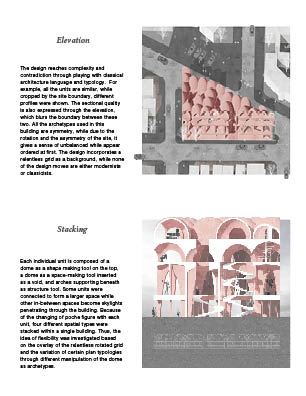 Elevation
The design reaches complexity and
contradiction through playing with classical
architecture language and typology. For
example, all the units are similar, while
cropped by the site boundary, different
profiles were shown. The sectional quality
is also expressed through the elevation,
which blurs the boundary between these
two. All the archetypes used in this
building are symmetry, while due to the
rotation and the asymmetry of the site, it
gives a sense of unbalanced while appear
ordered at first. The design incorporates a
relentless grid as a background, while none
of the design moves are either modernists
or classicists.
Stacking
Each individual unit is composed of a
dome as a shape making tool on the top,
a dome as a space-making tool inserted
as a void, and arches supporting beneath
as structure tool. Some units were
connected to form a larger space while
other in-between spaces become skylights
penetrating through the building. Because
of the changing of poche figure with each
unit, four different spatial types were
stacked within a single building. Thus, the
idea of flexibility was investigated based
on the overlay of the relentless rotated grid
and the variation of certain plan typologies
through different manipulation of the dome
as archetypes.